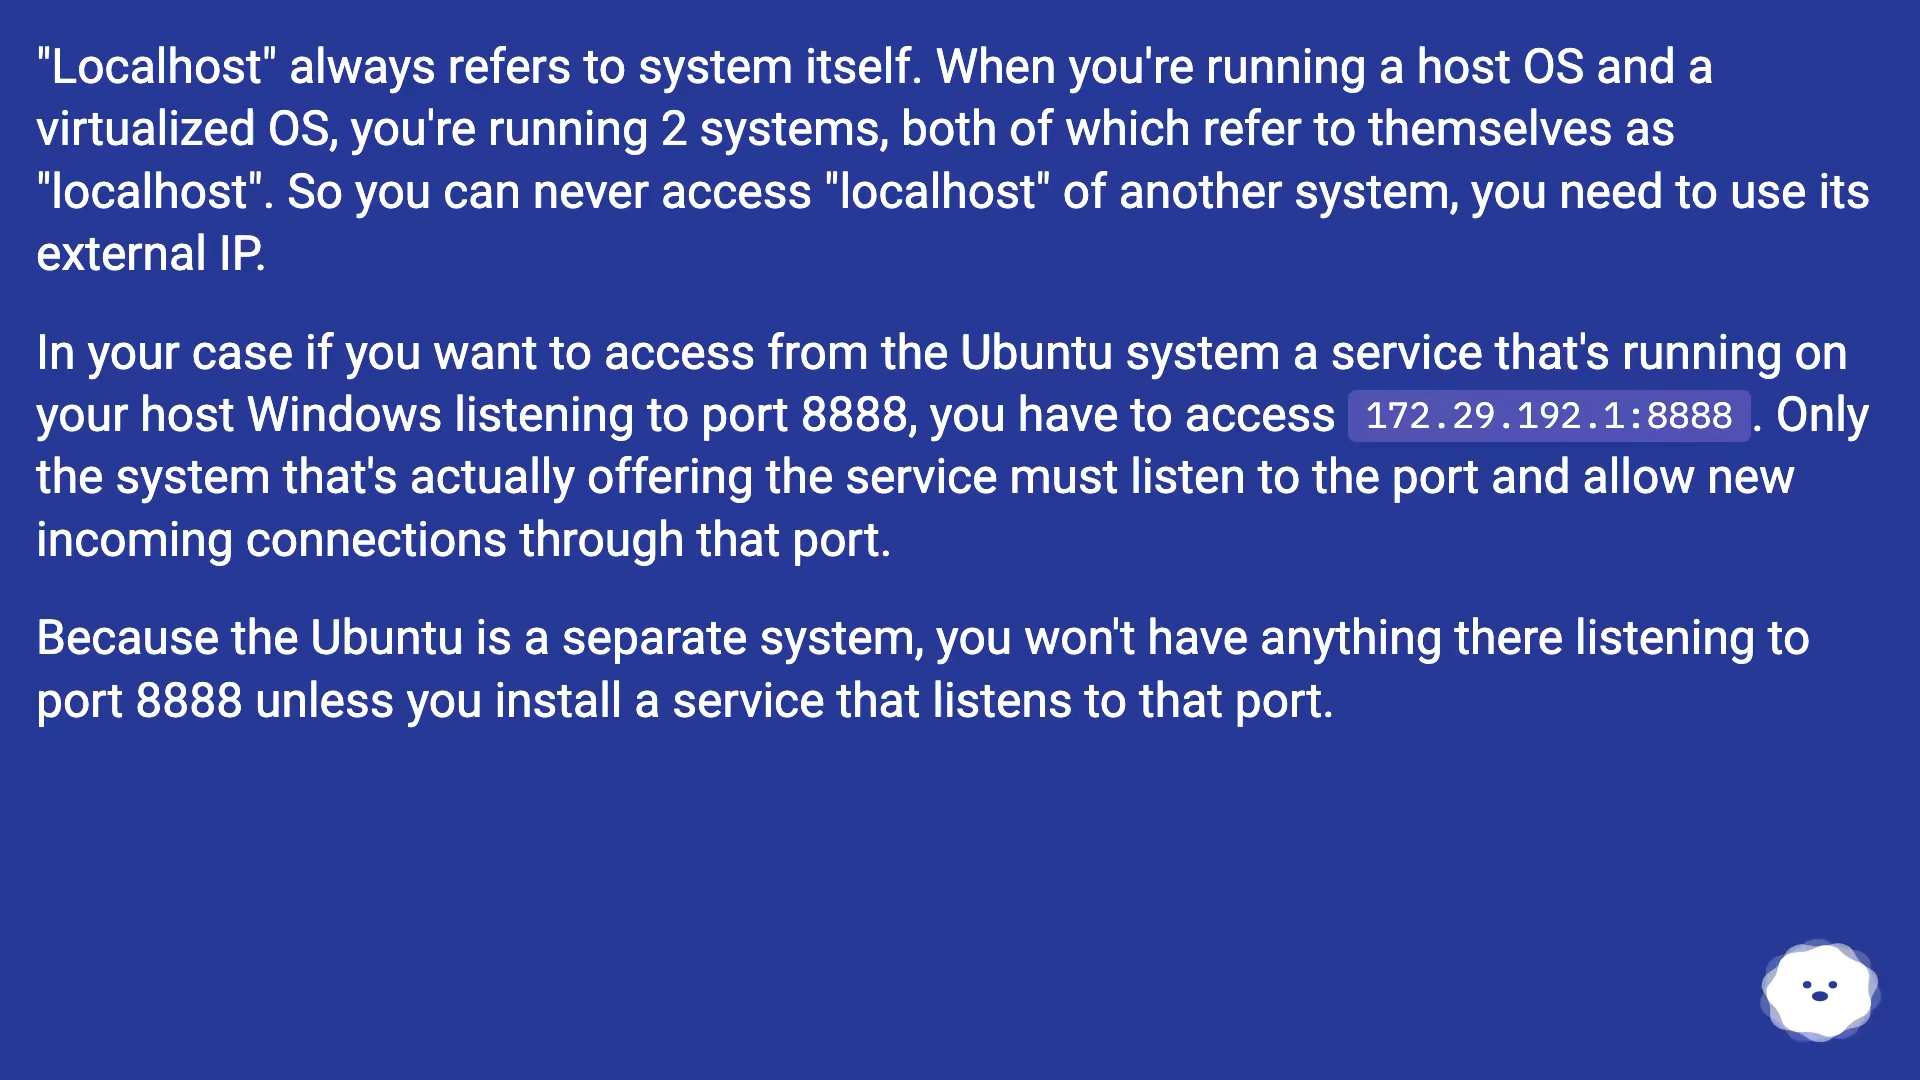 "Localhost" always refers to system itself. When you're running a host OS and a
virtualized OS, you're running 2 systems, both of which refer to themselves as
"localhost". So you can never access "localhost" of another system, you need to use its
external IP.
In your case if you want to access from the Ubuntu system a service that's running on
your host Windows listening to port 8888, you have to access 172.29.192.1:8888. Only
the system that's actually offering the service must listen to the port and allow new
incoming connections through that port.
Because the Ubuntu is a separate system, you won't have anything there listening to
port 8888 unless you install a service that listens to that port.